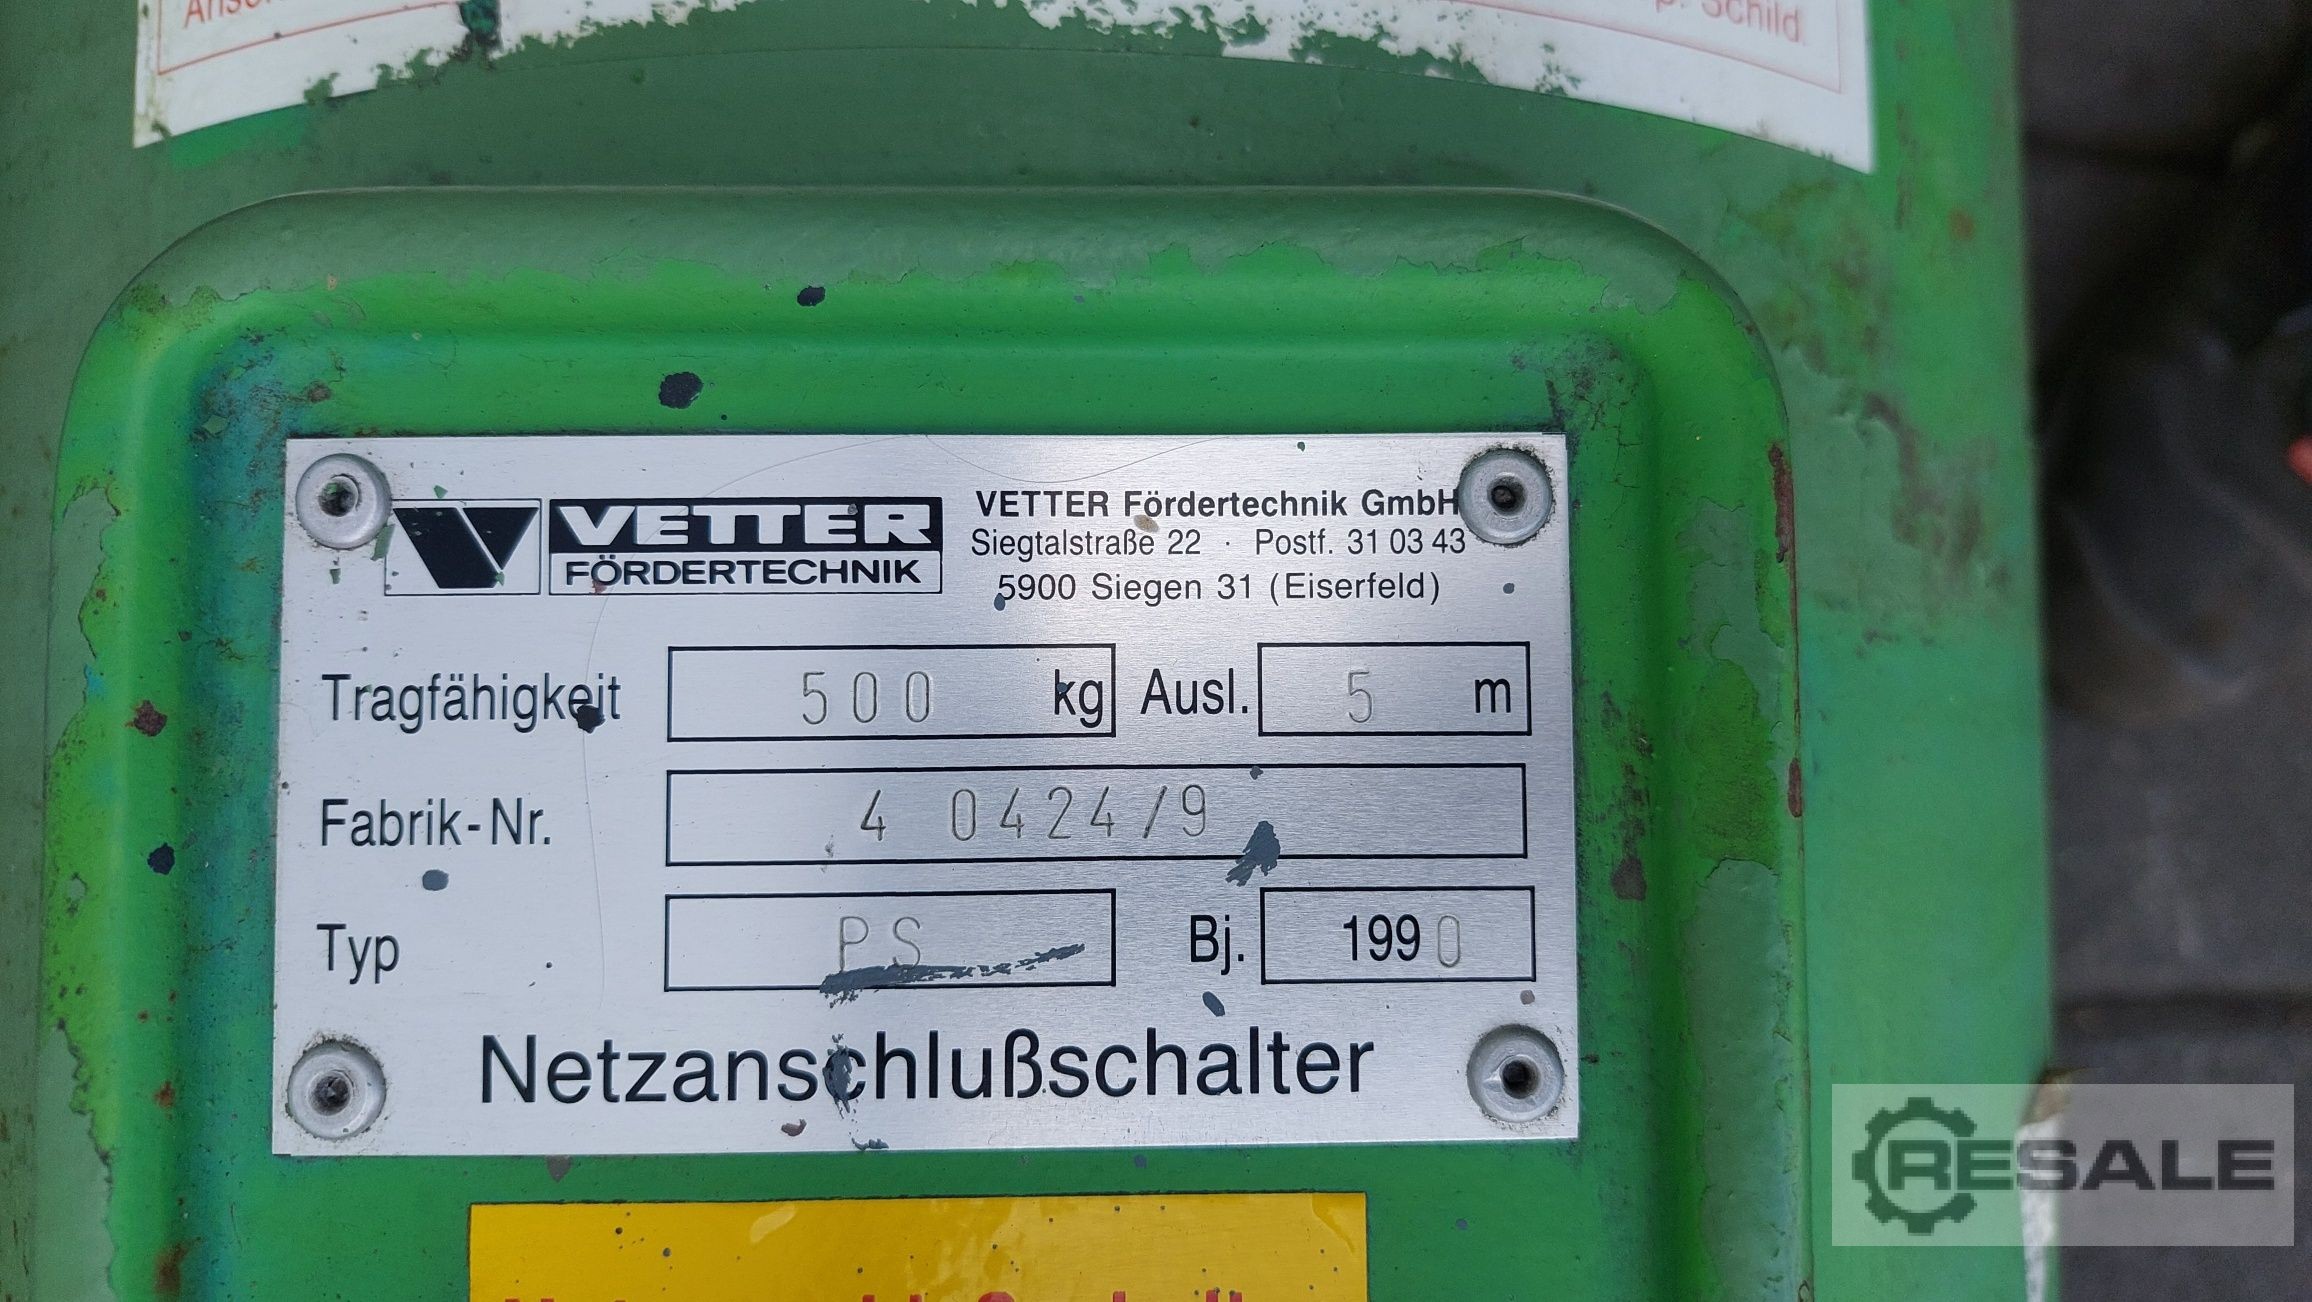 Schild.
VETTER
FÖRDERTECHNIK
VETTER Fördertechnik GmbH
Siegtalstraße 22 · Postf. 31 03 43
5900 Siegen 31 (Eiserfeld)
Tragfähigkeit 500 kg Ausl. 5 m
Fabrik-Nr. 4 0424/9
Typ PS Bj. 1990
Netzanschlußschalter
RESALE